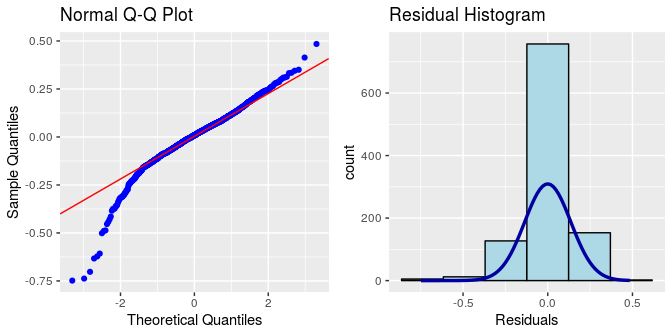 Normal Q-Q Plot
0.50
0.25
0.00
-0.25
-0.50
-0.75
-2
0
2
Sample Quantiles
Theoretical Quantiles
Residual Histogram
600
400
200
0
-0.5
0.0
0.5
count
Residuals